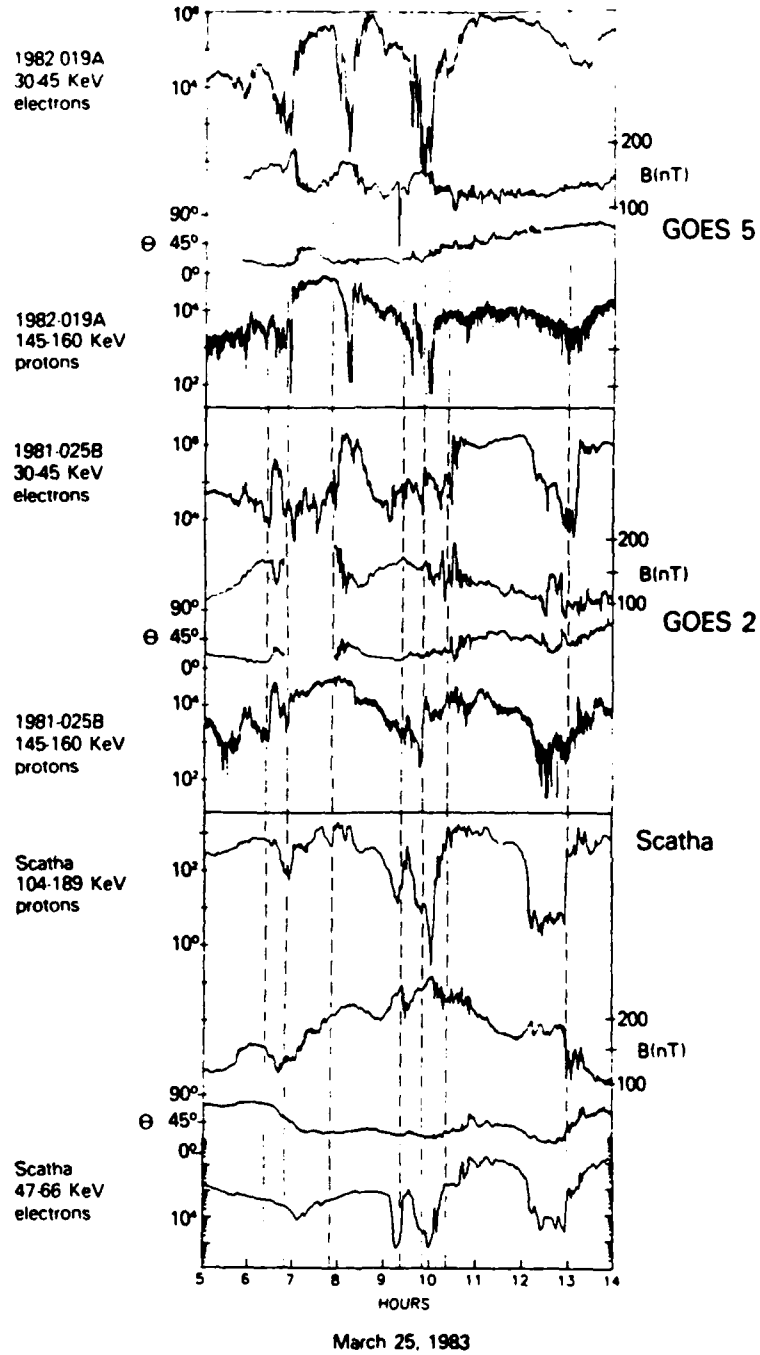 10⁶
1982 019A
30-45 KeV
electrons
10⁴
200
B(nT)
100
90°
GOES 5
Θ 45°
0°
1982-019A
145-160 KeV
protons
10⁴
10²
1981-025B
30-45 KeV
electrons
10⁶
10⁴
200
B(nT)
100
90°
GOES 2
Θ 45°
0°
1981-025B
145-160 KeV
protons
10⁴
10²
Scatha
Scatha
104-189 KeV
protons
10²
10⁰
200
B(nT)
100
90°
Θ 45°
0°
Scatha
47-66 KeV
electrons
10⁴
5 6 7 8 9 10 11 12 13 14
HOURS
March 25, 1983